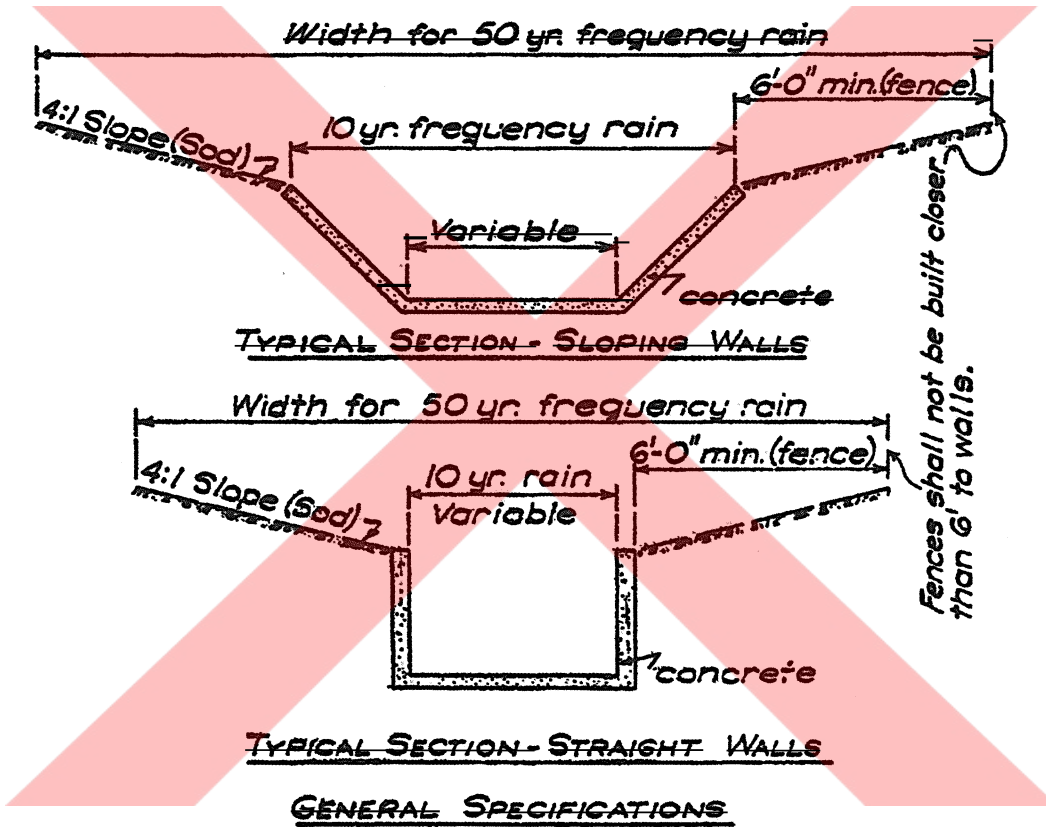 Width for 50 yr. frequency rain
6'-0" min.(fence)
4:1 Slope (Sod)
10 yr. frequency rain
Variable
concrete
TYPICAL SECTION - SLOPING WALLS
Fences shall not be built closer
than 6' to walls.
Width for 50 yr. frequency rain
6'-0" min. (fence)
4:1 Slope (Sod)
10 yr. rain
Variable
concrete
TYPICAL SECTION - STRAIGHT WALLS
GENERAL SPECIFICATIONS